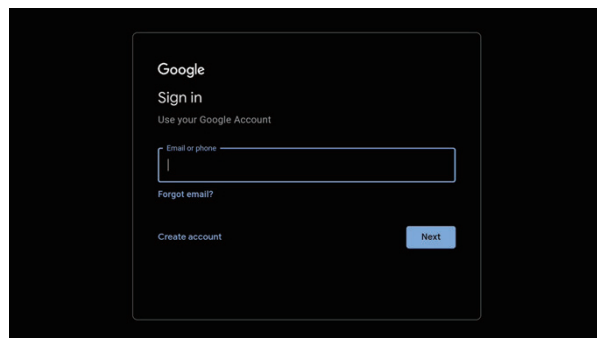 Google
Sign in
Use your Google Account
Email or phone
Forgot email?
Create account
Next